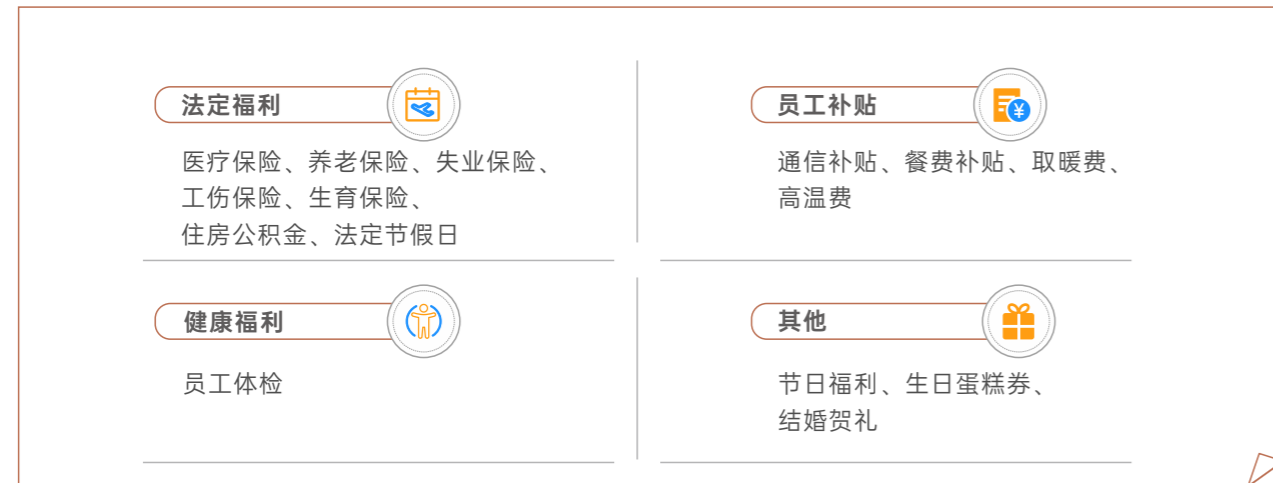 法定福利
医疗保险、养老保险、失业保险、
工伤保险、生育保险、
住房公积金、法定节假日
员工补贴
¥
通信补贴、餐费补贴、取暖费、
高温费
健康福利
员工体检
其他
节日福利、生日蛋糕券、
结婚贺礼